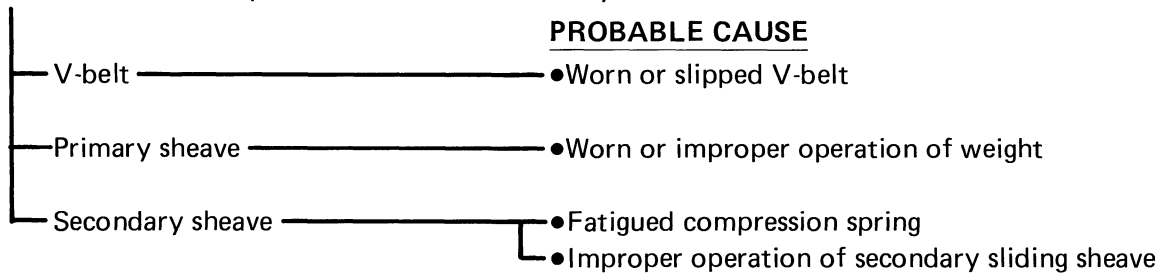 PROBABLE CAUSE
V-belt •Worn or slipped V-belt
Primary sheave •Worn or improper operation of weight
Secondary sheave •Fatigued compression spring
•Improper operation of secondary sliding sheave